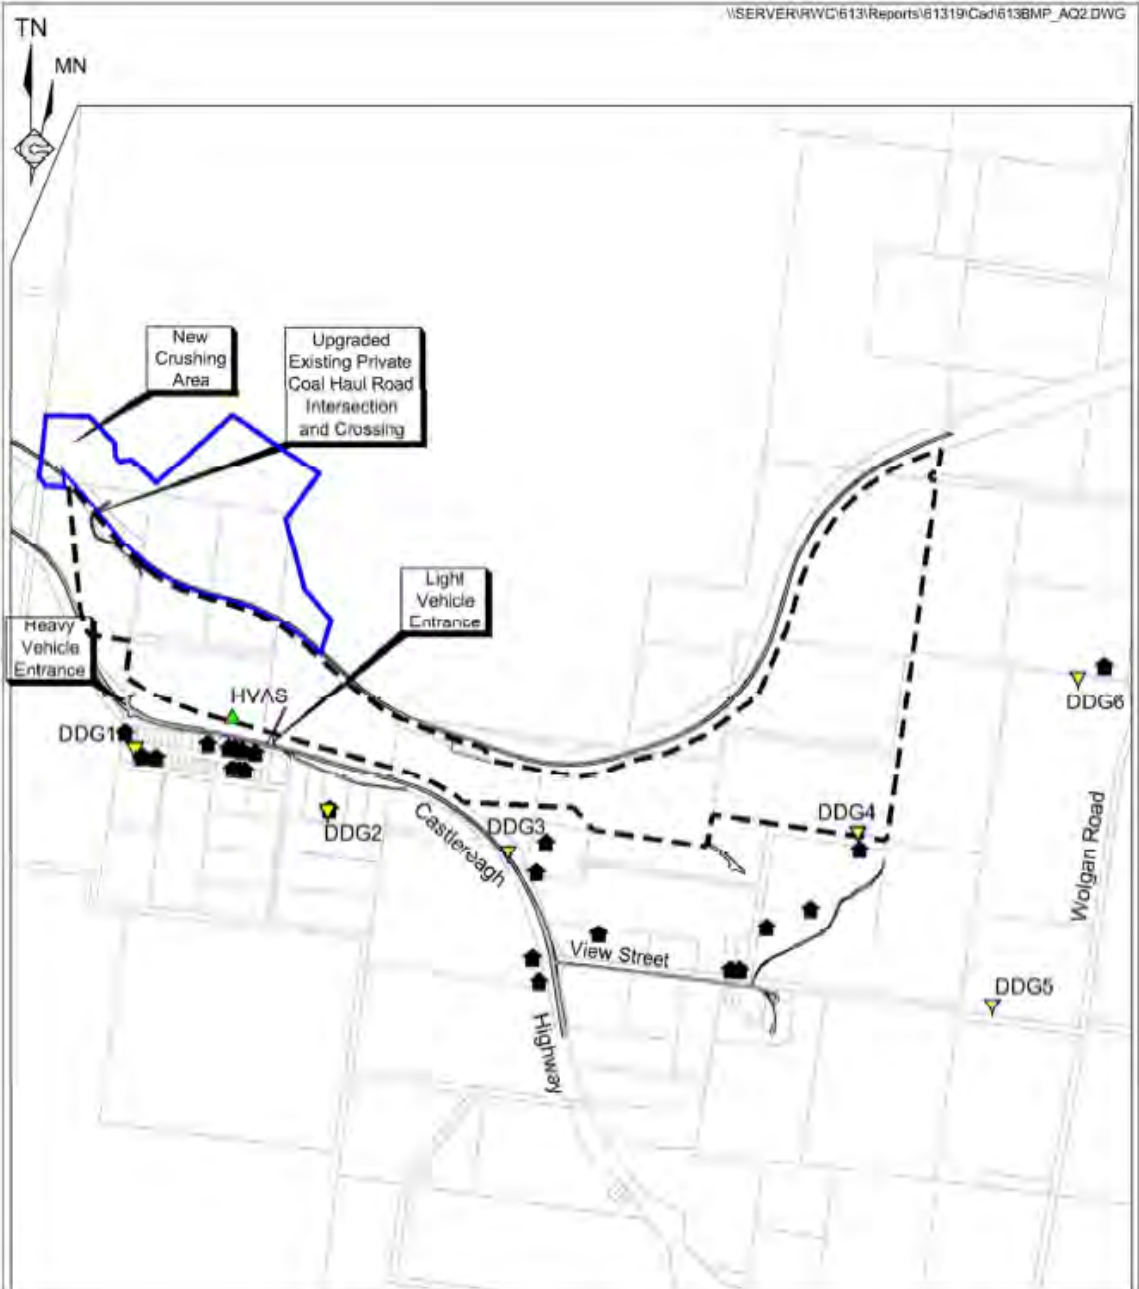 \\SERVER\RWC\613\Reports\61319\Cad\613BMP_AQ2.DWG
TN
MN
New
Crushing
Area
Upgraded
Existing Private
Coal Haul Road
Intersection
and Crossing
Light
Vehicle
Entrance
Heavy
Vehicle
Entrance
HVAS
DDG1
DDG2
DDG3
DDG4
DDG5
DDG6
Castlereagh
Highway
View Street
Wolgan Road